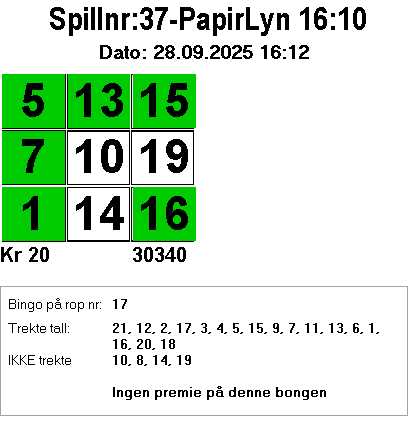 Spillnr:37-PapirLyn 16:10
Dato: 28.09.2025 16:12
5 13 15
7 10 19
1 14 16
Kr 20 30340
Bingo på rop nr: 17
Trekte tall: 21, 12, 2, 17, 3, 4, 5, 15, 9, 7, 11, 13, 6, 1,
16, 20, 18
IKKE trekte 10, 8, 14, 19
Ingen premie på denne bongen